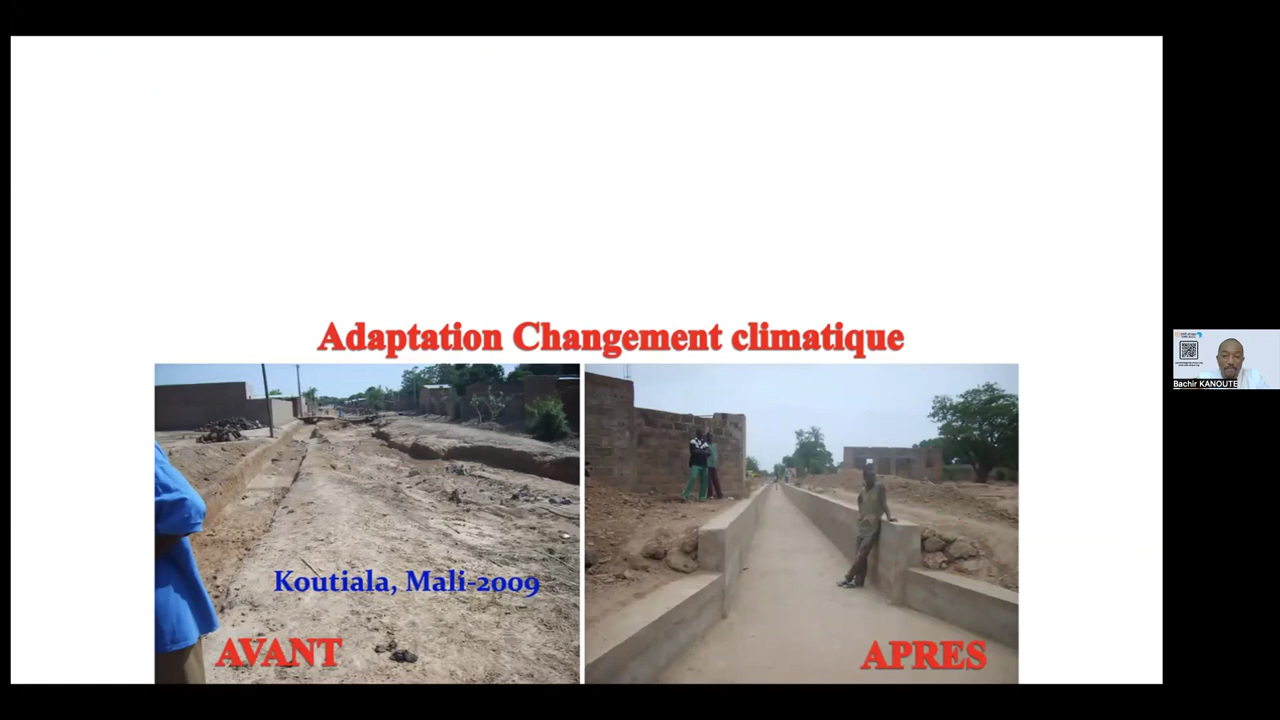 Adaptation Changement climatique
Koutiala, Mali-2009
AVANT
APRES
Bachir KANOUTE